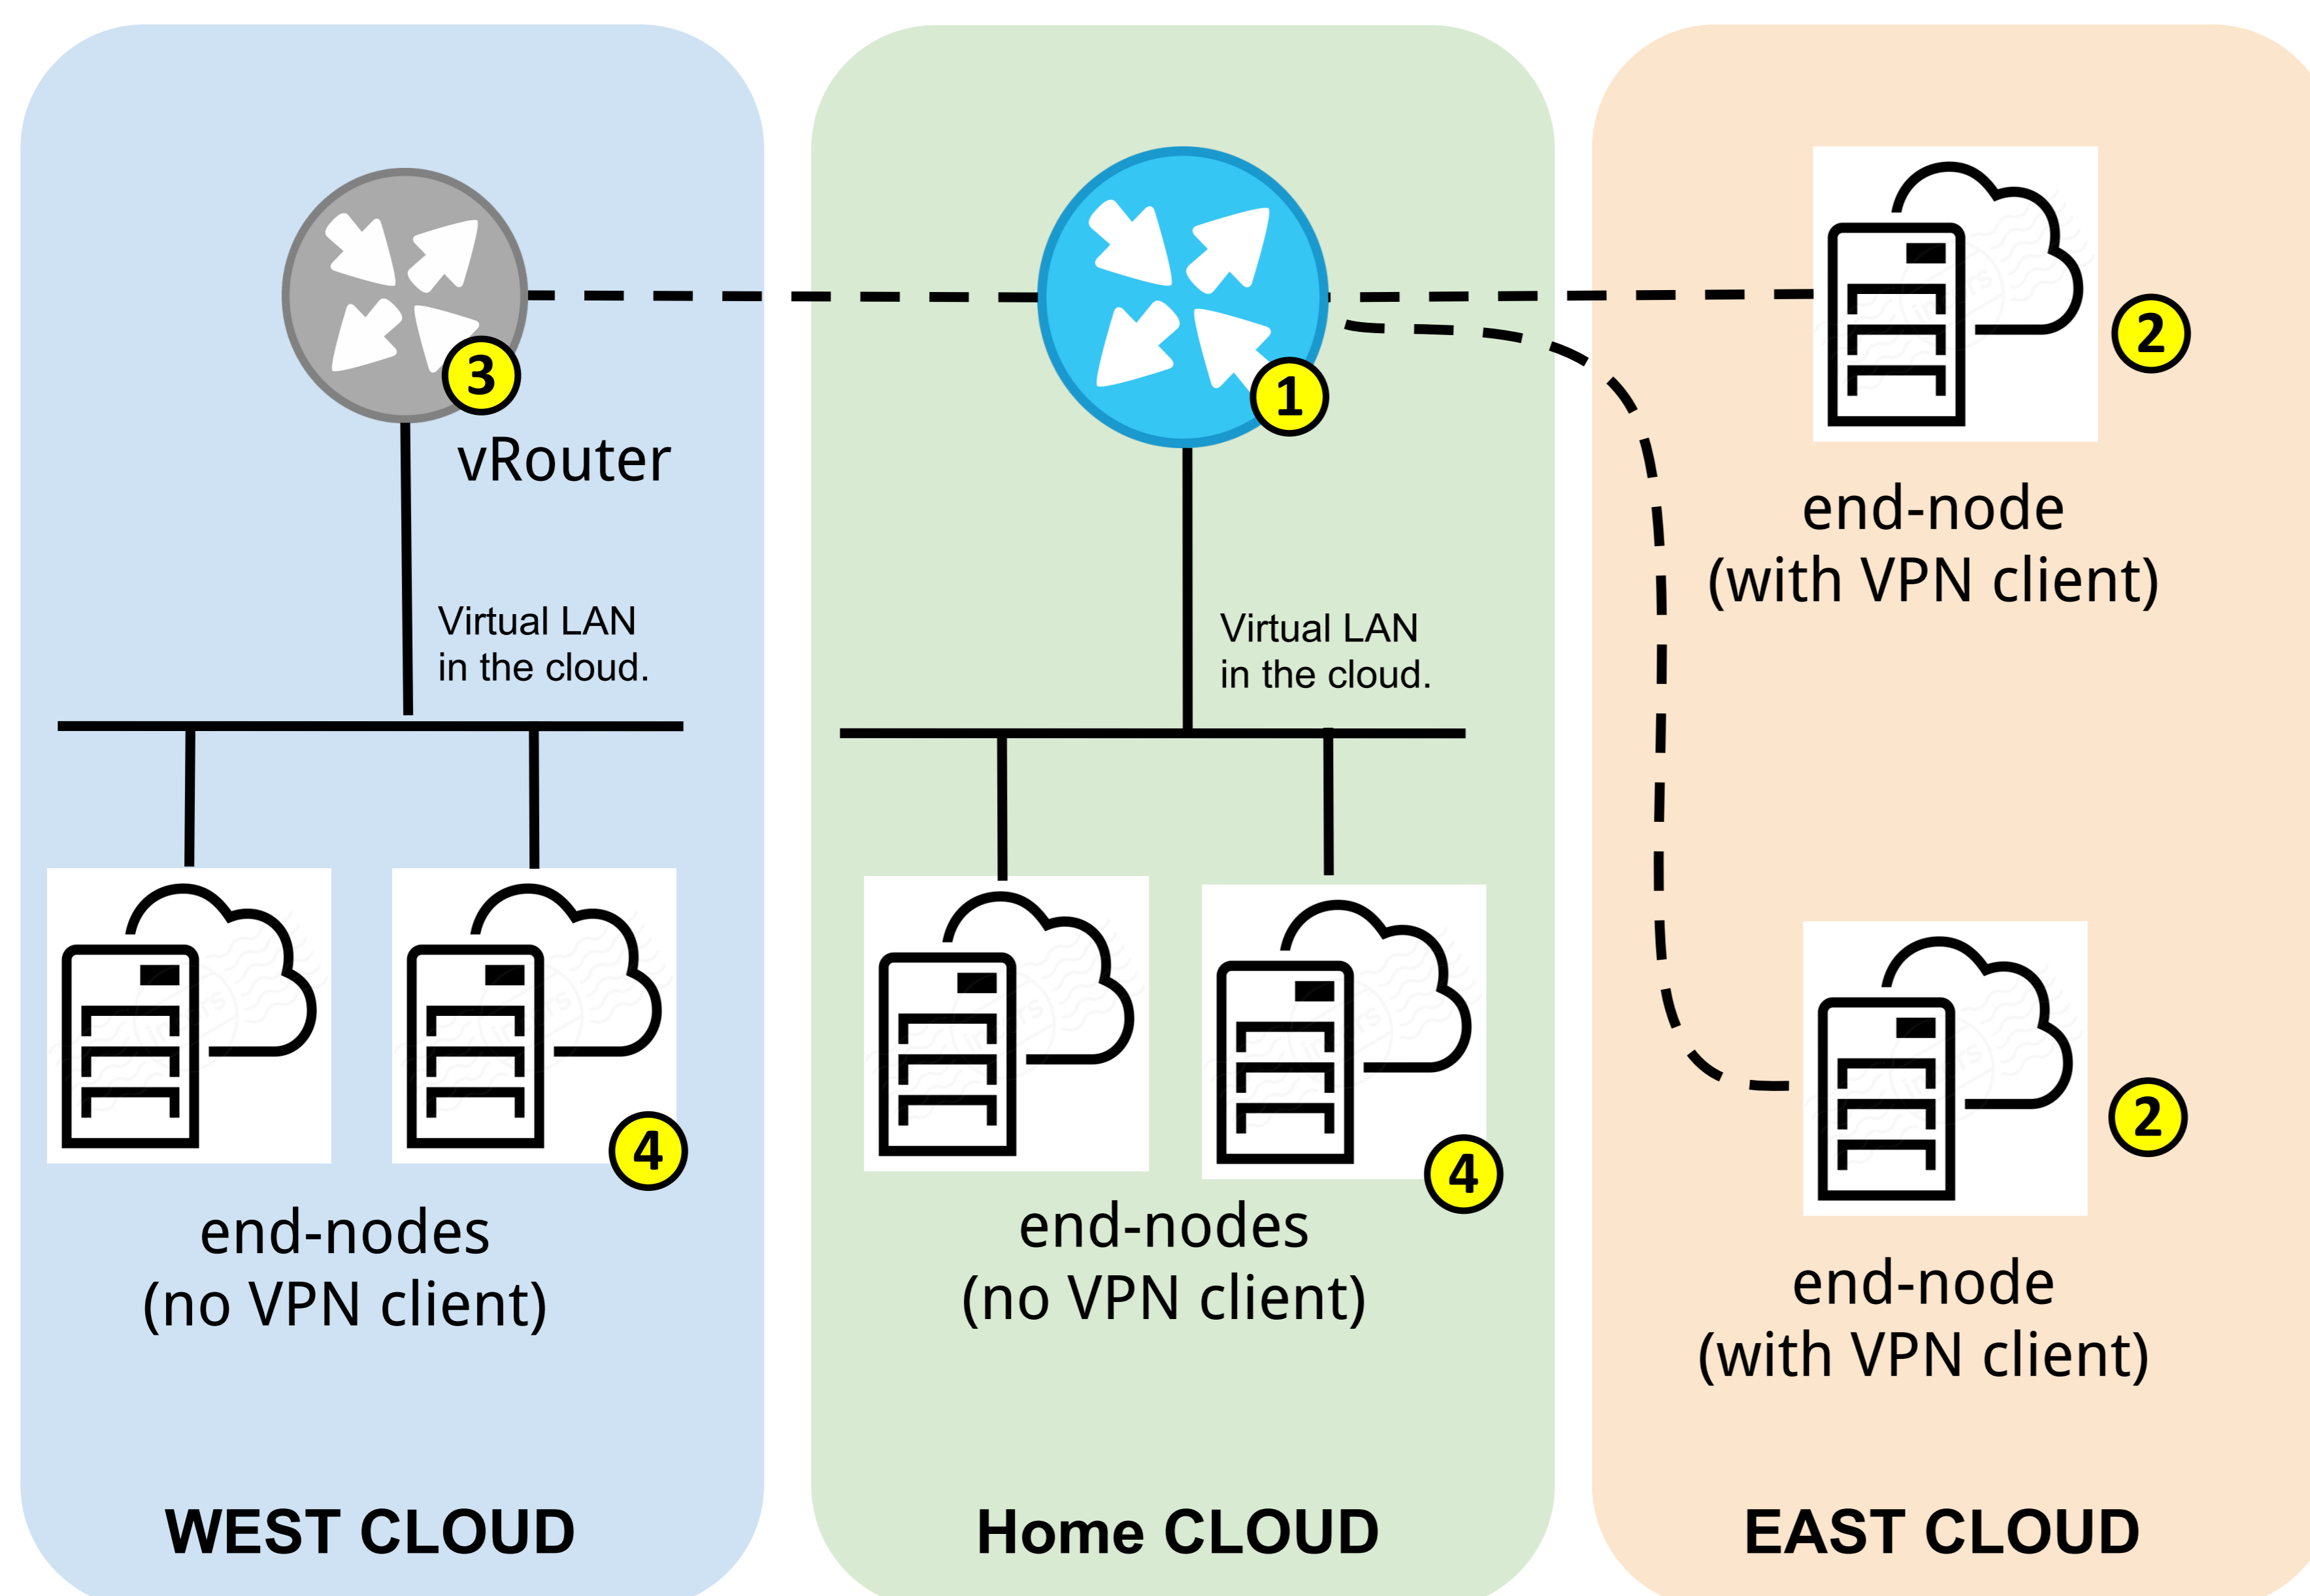 3
vRouter
Virtual LAN
in the cloud.
4
end-nodes
(no VPN client)
WEST CLOUD
1
Virtual LAN
in the cloud.
4
end-nodes
(no VPN client)
Home CLOUD
2
end-node
(with VPN client)
2
end-node
(with VPN client)
EAST CLOUD